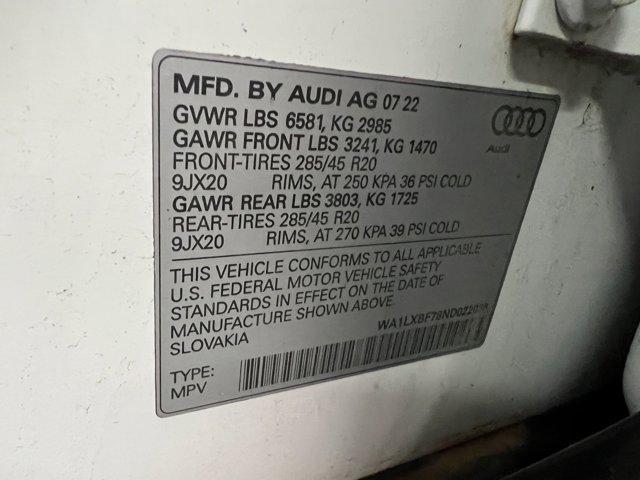 MFD. BY AUDI AG 07 22
GVWR LBS 6581, KG 2985
GAWR FRONT LBS 3241, KG 1470
FRONT-TIRES 285/45 R20
9JX20 RIMS, AT 250 KPA 36 PSI COLD
GAWR REAR LBS 3803, KG 1725
REAR-TIRES 285/45 R20
9JX20 RIMS, AT 270 KPA 39 PSI COLD
Audi
THIS VEHICLE CONFORMS TO ALL APPLICABLE
U.S. FEDERAL MOTOR VEHICLE SAFETY
STANDARDS IN EFFECT ON THE DATE OF
MANUFACTURE SHOWN ABOVE.
SLOVAKIA
TYPE:
MPV